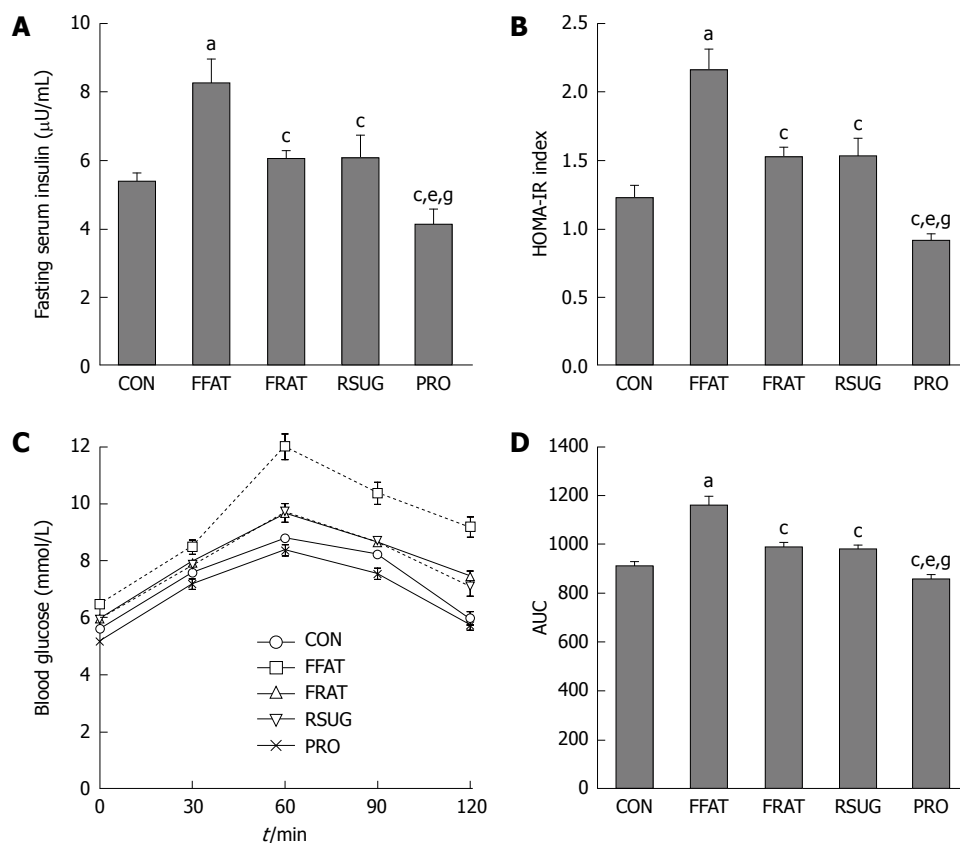 A
Fasting serum insulin (μU/mL)
10
8
6
4
2
0
a
c
c
c,e,g
CON FFAT FRAT RSUG PRO
B
HOMA-IR index
2.5
2.0
1.5
1.0
0.5
0.0
a
c
c
c,e,g
CON FFAT FRAT RSUG PRO
C
Blood glucose (mmol/L)
12
10
8
6
4
2
0
CON
FFAT
FRAT
RSUG
PRO
0 30 60 90 120
t/min
D
AUC
1400
1200
1000
800
600
400
200
0
a
c
c
c,e,g
CON FFAT FRAT RSUG PRO